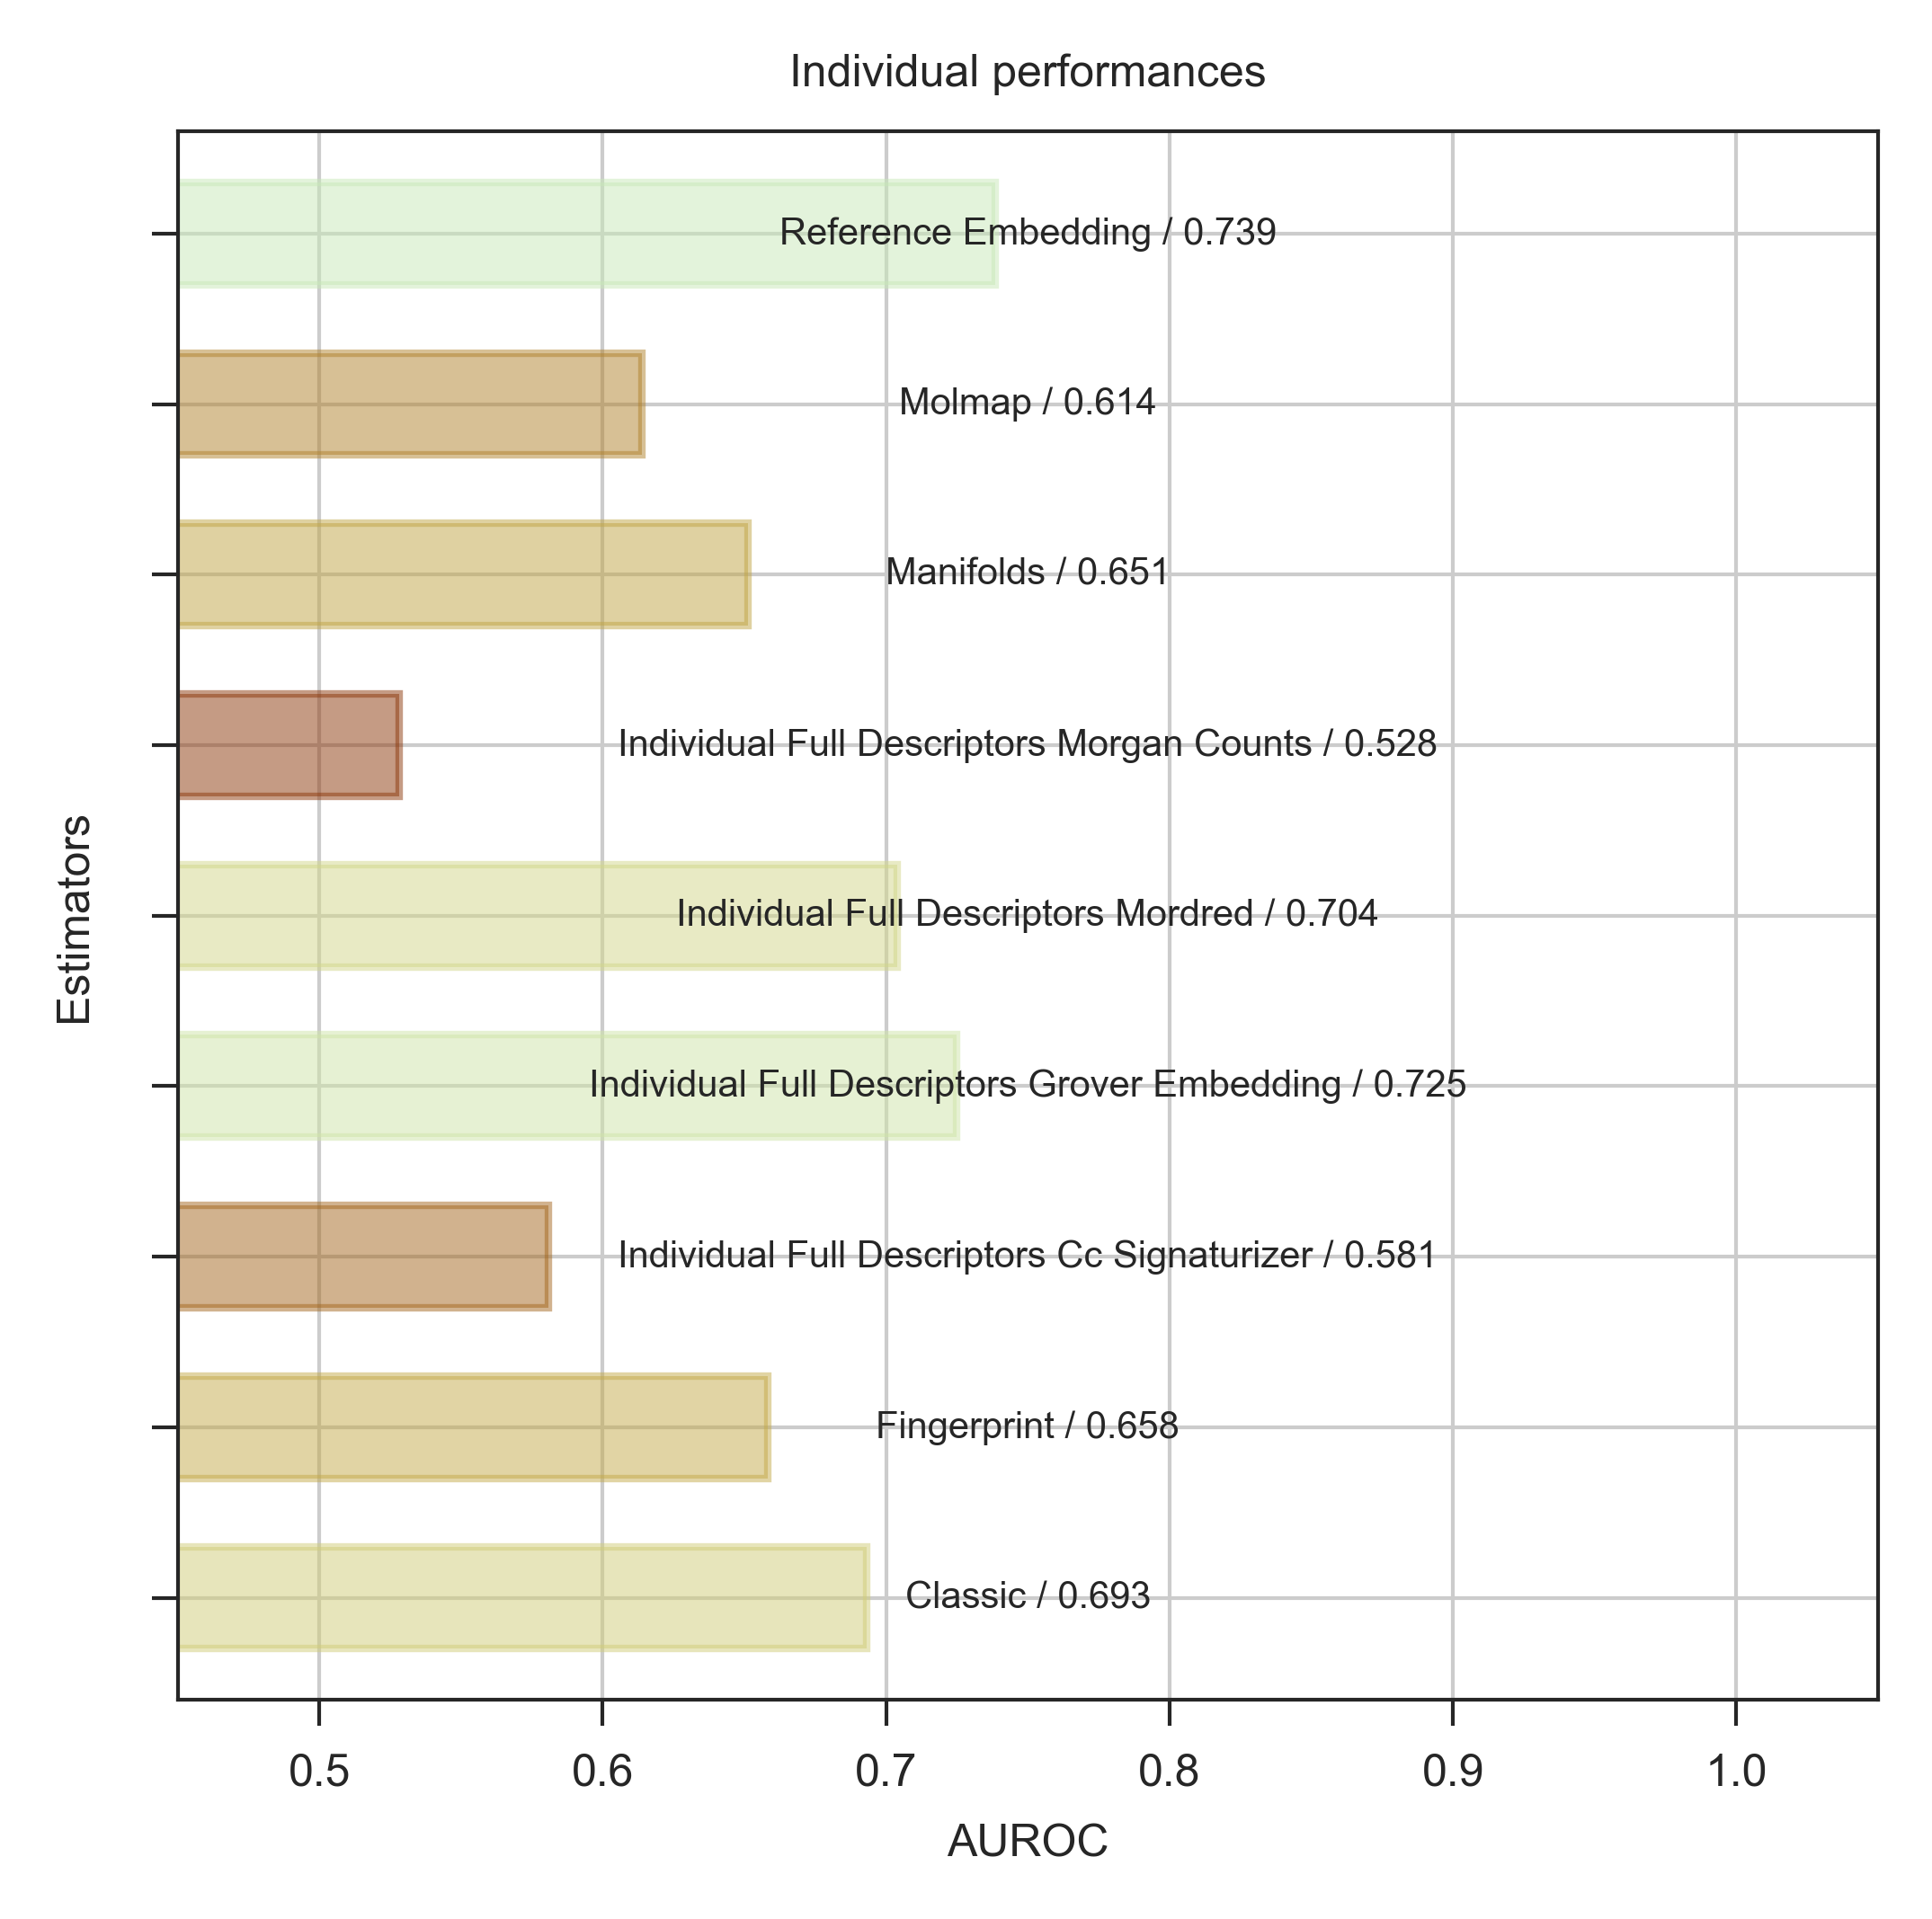 Individual performances
Reference Embedding / 0.739
Molmap / 0.614
Manifolds / 0.651
Individual Full Descriptors Morgan Counts / 0.528
Individual Full Descriptors Mordred / 0.704
Individual Full Descriptors Grover Embedding / 0.725
Individual Full Descriptors Cc Signaturizer / 0.581
Fingerprint / 0.658
Classic / 0.693
Estimators
0.5 0.6 0.7 0.8 0.9 1.0
AUROC